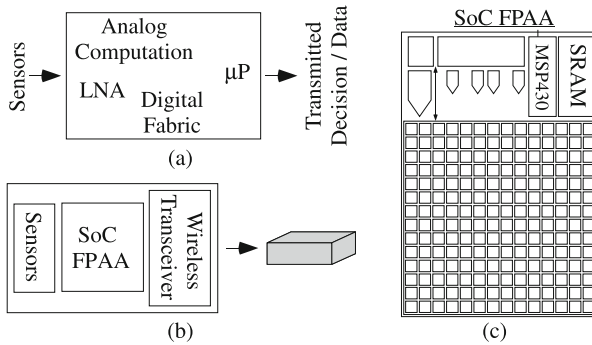 Sensors
Analog
Computation
LNA
μP
Digital
Fabric
Transmitted
Decision / Data
(a)
Sensors
SoC
FPAA
Wireless
Transceiver
(b)
SoC FPAA
MSP430
SRAM
(c)